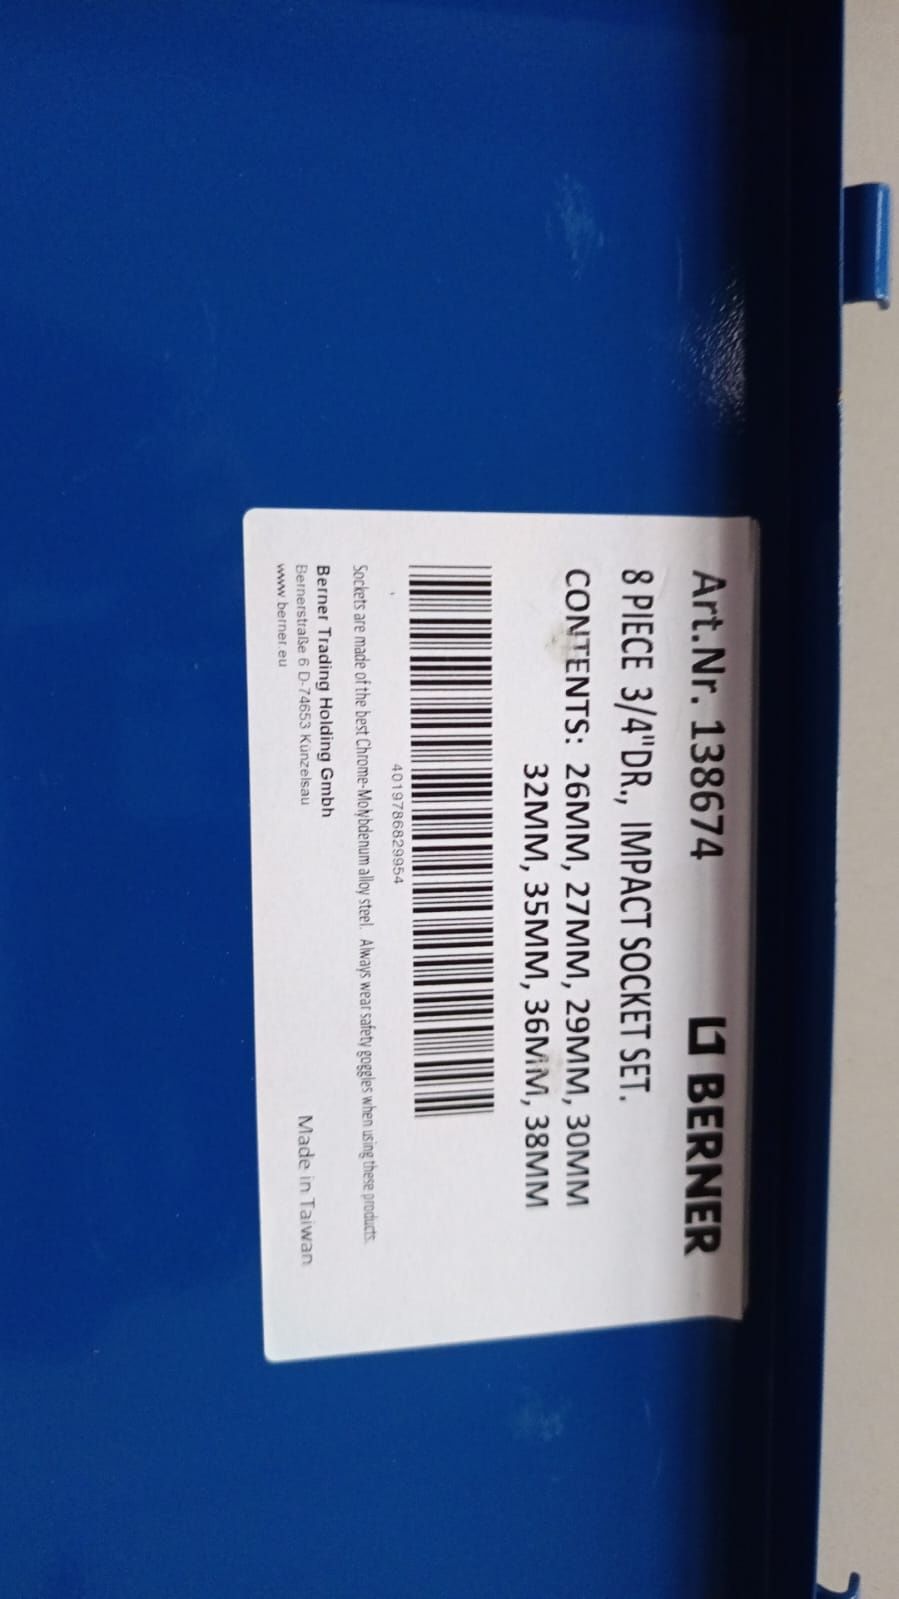 Art.Nr. 138674 BERNER
8 PIECE 3/4"DR., IMPACT SOCKET SET.
CONTENTS: 26MM, 27MM, 29MM, 30MM
32MM, 35MM, 36MM, 38MM
4019786829954
Sockets are made of the best Chrome-Molybdenum alloy steel. Always wear safety goggles when using these products.
Berner Trading Holding Gmbh
Bernerstraße 6 D-74653 Künzelsau Made in Taiwan
www.berner.eu